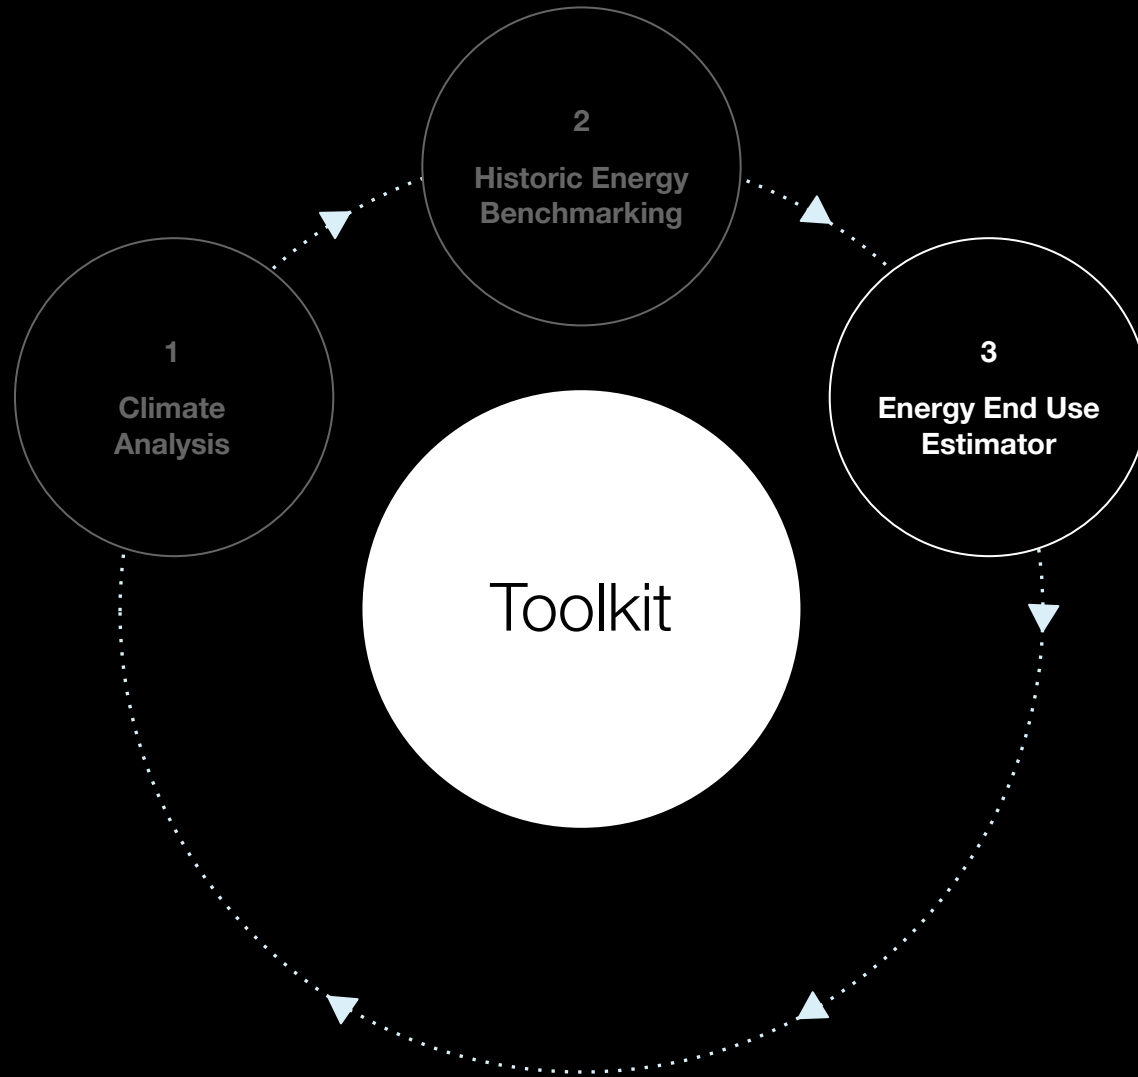 1
Climate
Analysis
2
Historic Energy
Benchmarking
3
Energy End Use
Estimator
Toolkit